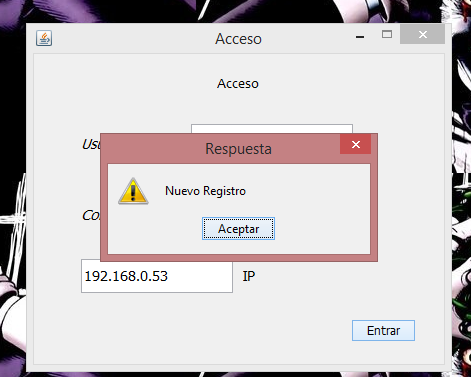 Acceso
Acceso
Respuesta
Nuevo Registro
Aceptar
192.168.0.53 IP
Entrar